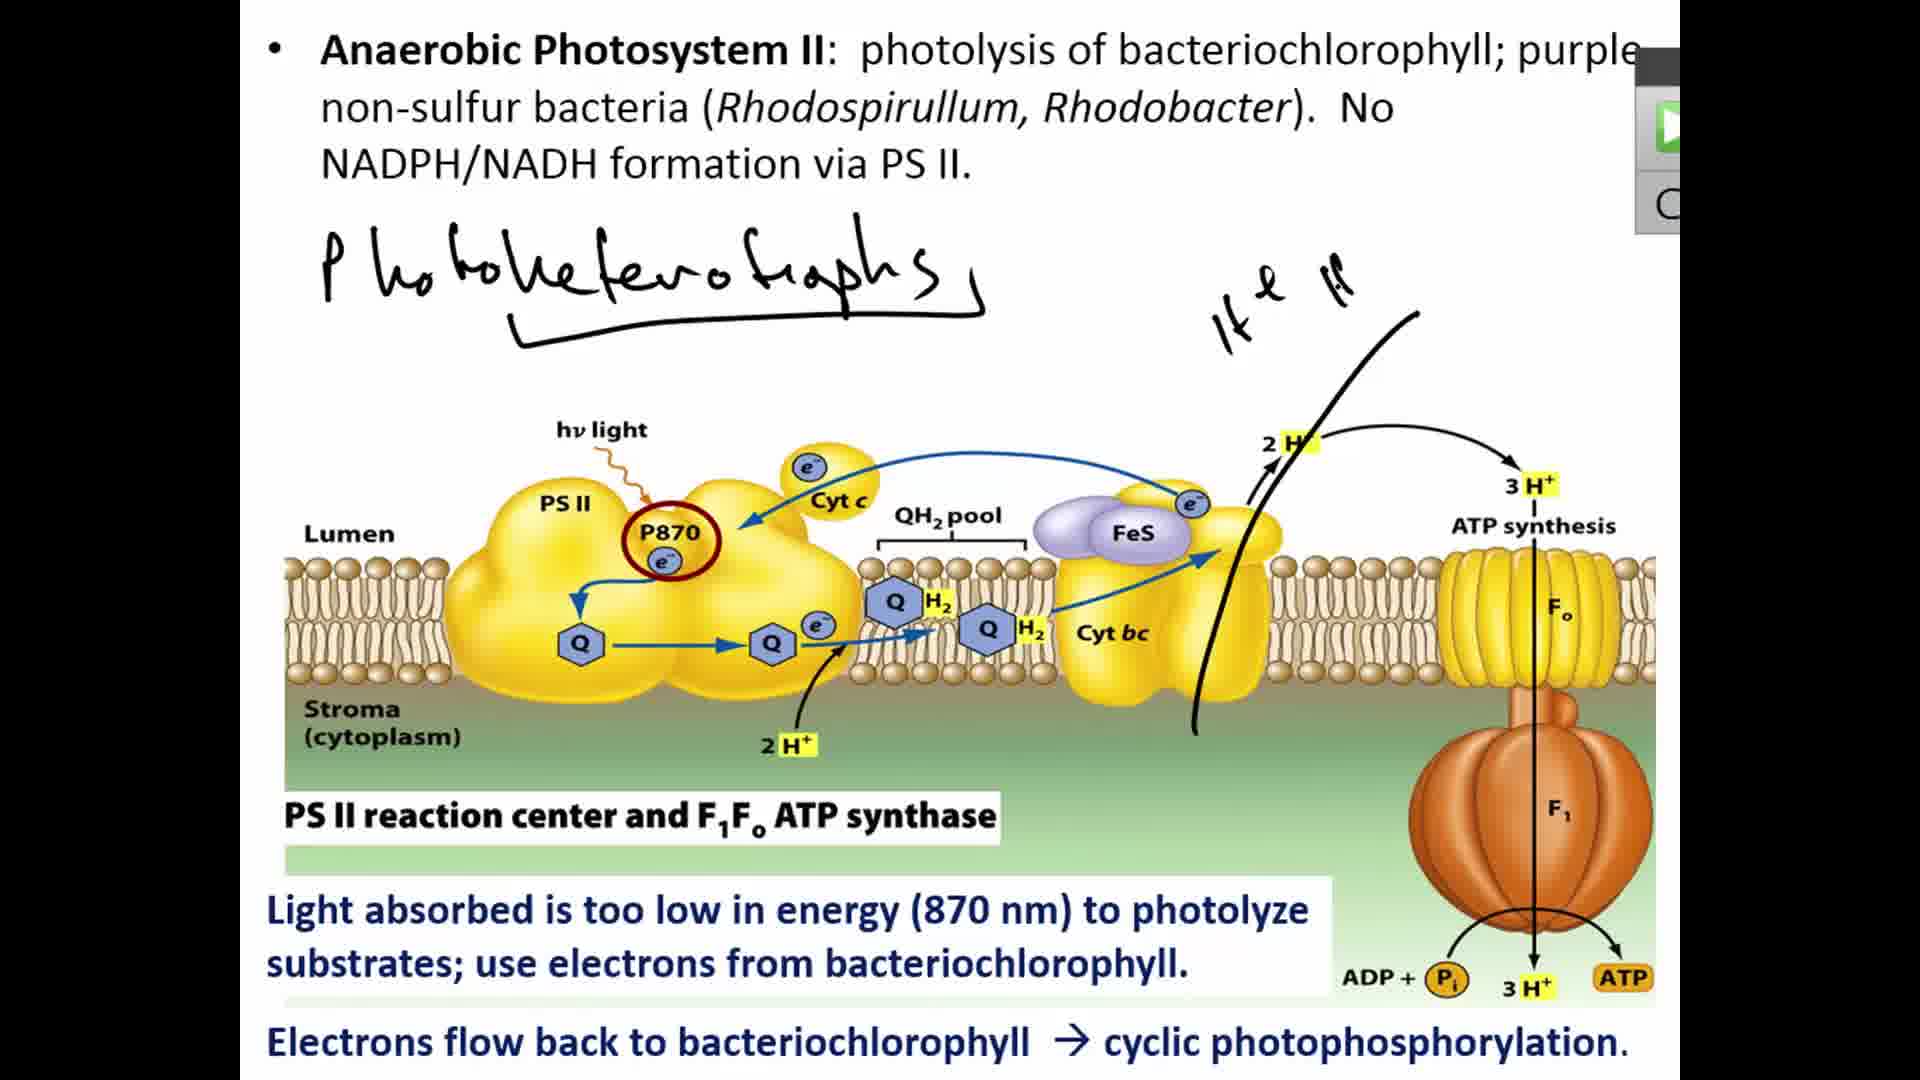 • Anaerobic Photosystem II: photolysis of bacteriochlorophyll; purple
non-sulfur bacteria (Rhodospirullum, Rhodobacter). No
NADPH/NADH formation via PS II.
Photoheterotrophs
hν light
2 H⁺
e⁻
Cyt c
e⁻
3 H⁺
PS II
QH₂ pool
ATP synthesis
Lumen
P870
FeS
e⁻
Q H₂
Fₒ
Q
Q
e⁻
Q H₂
Cyt bc
Stroma
(cytoplasm)
2 H⁺
PS II reaction center and F₁Fₒ ATP synthase
F₁
Light absorbed is too low in energy (870 nm) to photolyze
substrates; use electrons from bacteriochlorophyll.
ADP + Pᵢ
3 H⁺
ATP
Electrons flow back to bacteriochlorophyll → cyclic photophosphorylation.